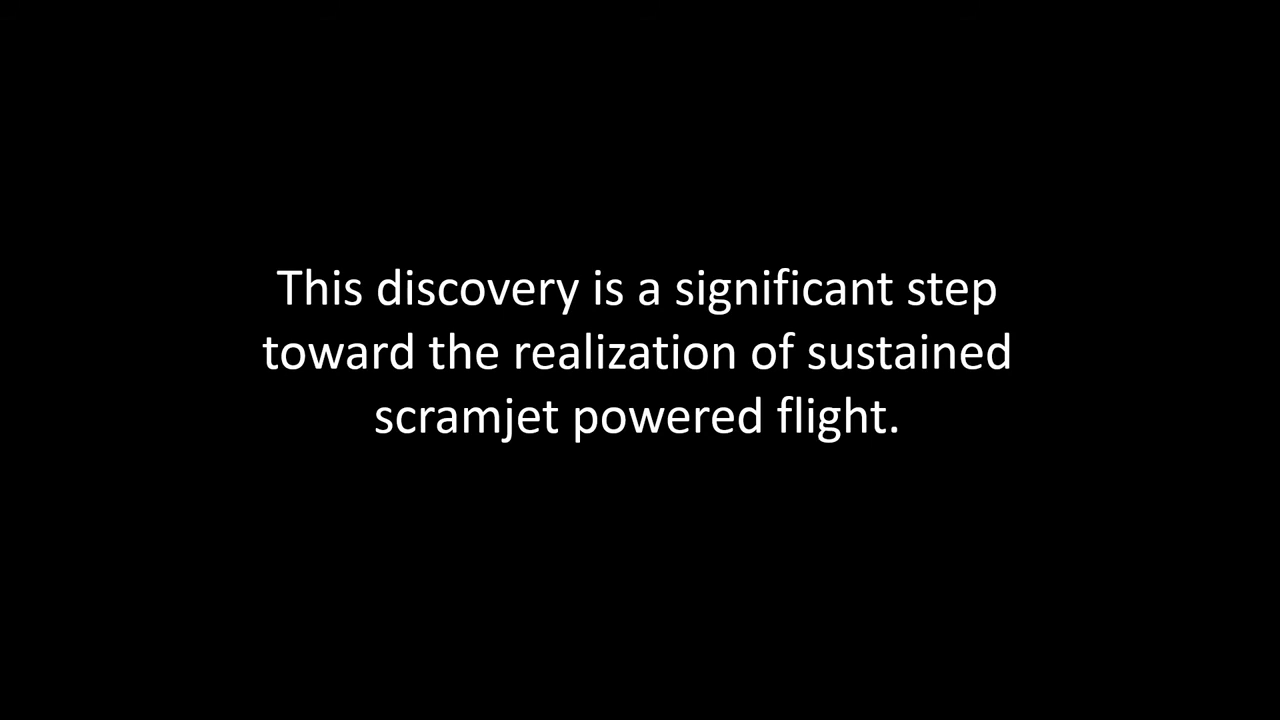 This discovery is a significant step
toward the realization of sustained
scramjet powered flight.